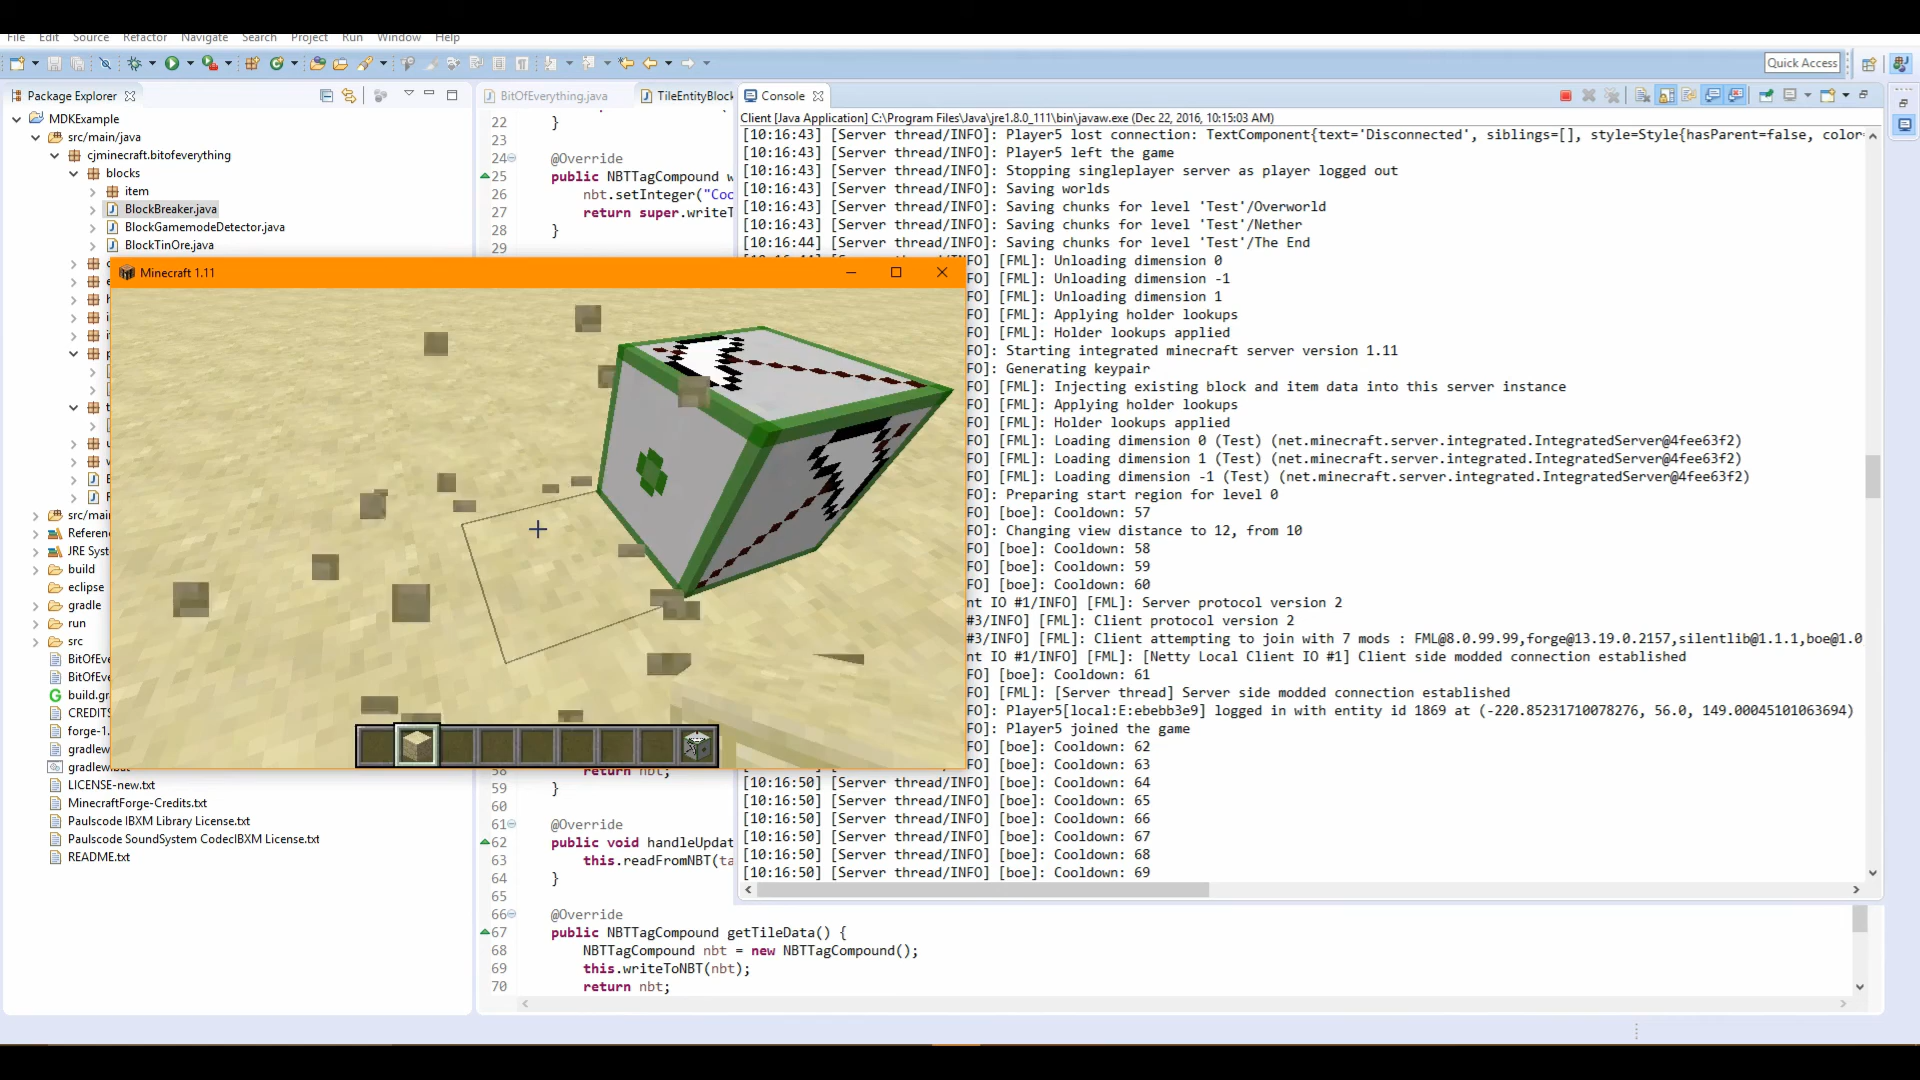 File Edit Source Refactor Navigate Search Project Run Window Help
Quick Access
Package Explorer
BitOfEverything.java
TileEntityBlock
Console
MDKExample
src/main/java
cjminecraft.bitofeverything
blocks
item
BlockBreaker.java
BlockGamemodeDetector.java
BlockTinOre.java
src/mai
Referenc
JRE Syst
build
eclipse
gradle
run
src
BitOfEve
BitOfEve
build.gr
CREDITS
forge-1.
gradlew
gradlew.bat
LICENSE-new.txt
MinecraftForge-Credits.txt
Paulscode IBXM Library License.txt
Paulscode SoundSystem CodecIBXM License.txt
README.txt
22 }
23
24 @Override
25 public NBTTagCompound w
26 nbt.setInteger("Coo
27 return super.writeT
28 }
29
Minecraft 1.11
58 return nbt;
59 }
60
61 @Override
62 public void handleUpdat
63 this.readFromNBT(ta
64 }
65
66 @Override
67 public NBTTagCompound getTileData() {
68 NBTTagCompound nbt = new NBTTagCompound();
69 this.writeToNBT(nbt);
70 return nbt;
Client [Java Application] C:\Program Files\Java\jre1.8.0_111\bin\javaw.exe (Dec 22, 2016, 10:15:03 AM)
[10:16:43] [Server thread/INFO]: Player5 lost connection: TextComponent{text='Disconnected', siblings=[], style=Style{hasParent=false, color=
[10:16:43] [Server thread/INFO]: Player5 left the game
[10:16:43] [Server thread/INFO]: Stopping singleplayer server as player logged out
[10:16:43] [Server thread/INFO]: Saving worlds
[10:16:43] [Server thread/INFO]: Saving chunks for level 'Test'/Overworld
[10:16:43] [Server thread/INFO]: Saving chunks for level 'Test'/Nether
[10:16:44] [Server thread/INFO]: Saving chunks for level 'Test'/The End
FO] [FML]: Unloading dimension 0
FO] [FML]: Unloading dimension -1
FO] [FML]: Unloading dimension 1
FO] [FML]: Applying holder lookups
FO] [FML]: Holder lookups applied
FO]: Starting integrated minecraft server version 1.11
FO]: Generating keypair
FO] [FML]: Injecting existing block and item data into this server instance
FO] [FML]: Applying holder lookups
FO] [FML]: Holder lookups applied
FO] [FML]: Loading dimension 0 (Test) (net.minecraft.server.integrated.IntegratedServer@4fee63f2)
FO] [FML]: Loading dimension 1 (Test) (net.minecraft.server.integrated.IntegratedServer@4fee63f2)
FO] [FML]: Loading dimension -1 (Test) (net.minecraft.server.integrated.IntegratedServer@4fee63f2)
FO]: Preparing start region for level 0
FO] [boe]: Cooldown: 57
FO]: Changing view distance to 12, from 10
FO] [boe]: Cooldown: 58
FO] [boe]: Cooldown: 59
FO] [boe]: Cooldown: 60
nt IO #1/INFO] [FML]: Server protocol version 2
#3/INFO] [FML]: Client protocol version 2
#3/INFO] [FML]: Client attempting to join with 7 mods : FML@8.0.99.99,forge@13.19.0.2157,silentlib@1.1.1,boe@1.0
nt IO #1/INFO] [FML]: [Netty Local Client IO #1] Client side modded connection established
FO] [boe]: Cooldown: 61
FO] [FML]: [Server thread] Server side modded connection established
FO]: Player5[local:E:ebebb3e9] logged in with entity id 1869 at (-220.85231710078276, 56.0, 149.00045101063694)
FO]: Player5 joined the game
FO] [boe]: Cooldown: 62
FO] [boe]: Cooldown: 63
[10:16:50] [Server thread/INFO] [boe]: Cooldown: 64
[10:16:50] [Server thread/INFO] [boe]: Cooldown: 65
[10:16:50] [Server thread/INFO] [boe]: Cooldown: 66
[10:16:50] [Server thread/INFO] [boe]: Cooldown: 67
[10:16:50] [Server thread/INFO] [boe]: Cooldown: 68
[10:16:50] [Server thread/INFO] [boe]: Cooldown: 69